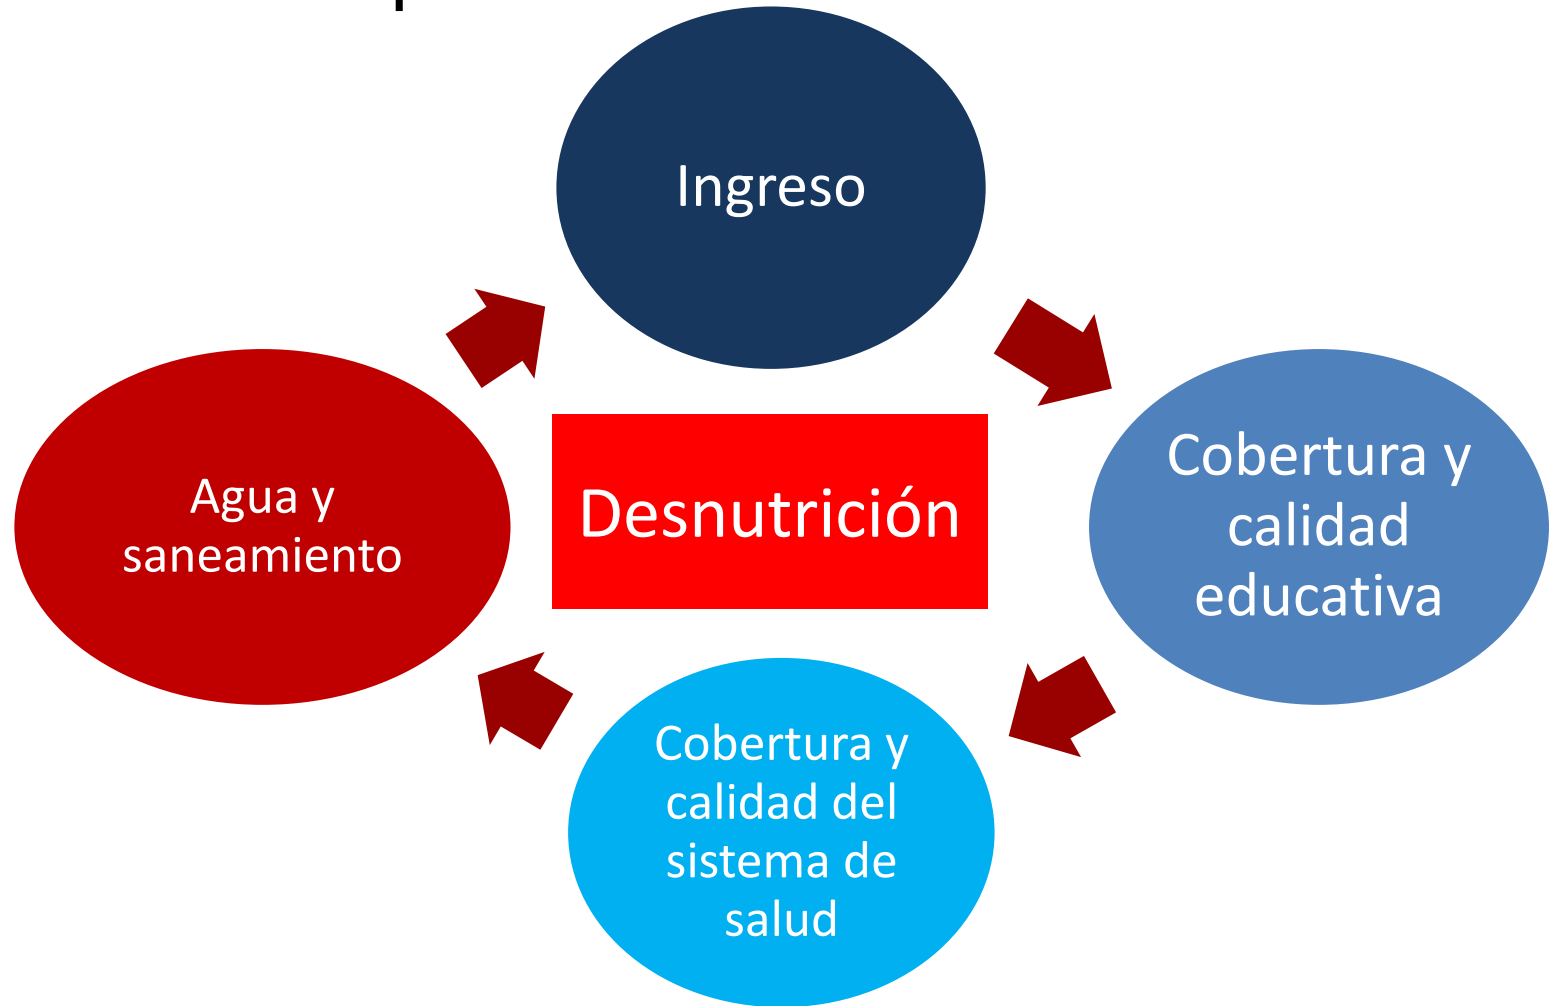 Ingreso
Cobertura y
calidad
educativa
Desnutrición
Agua y
saneamiento
Cobertura y
calidad del
sistema de
salud